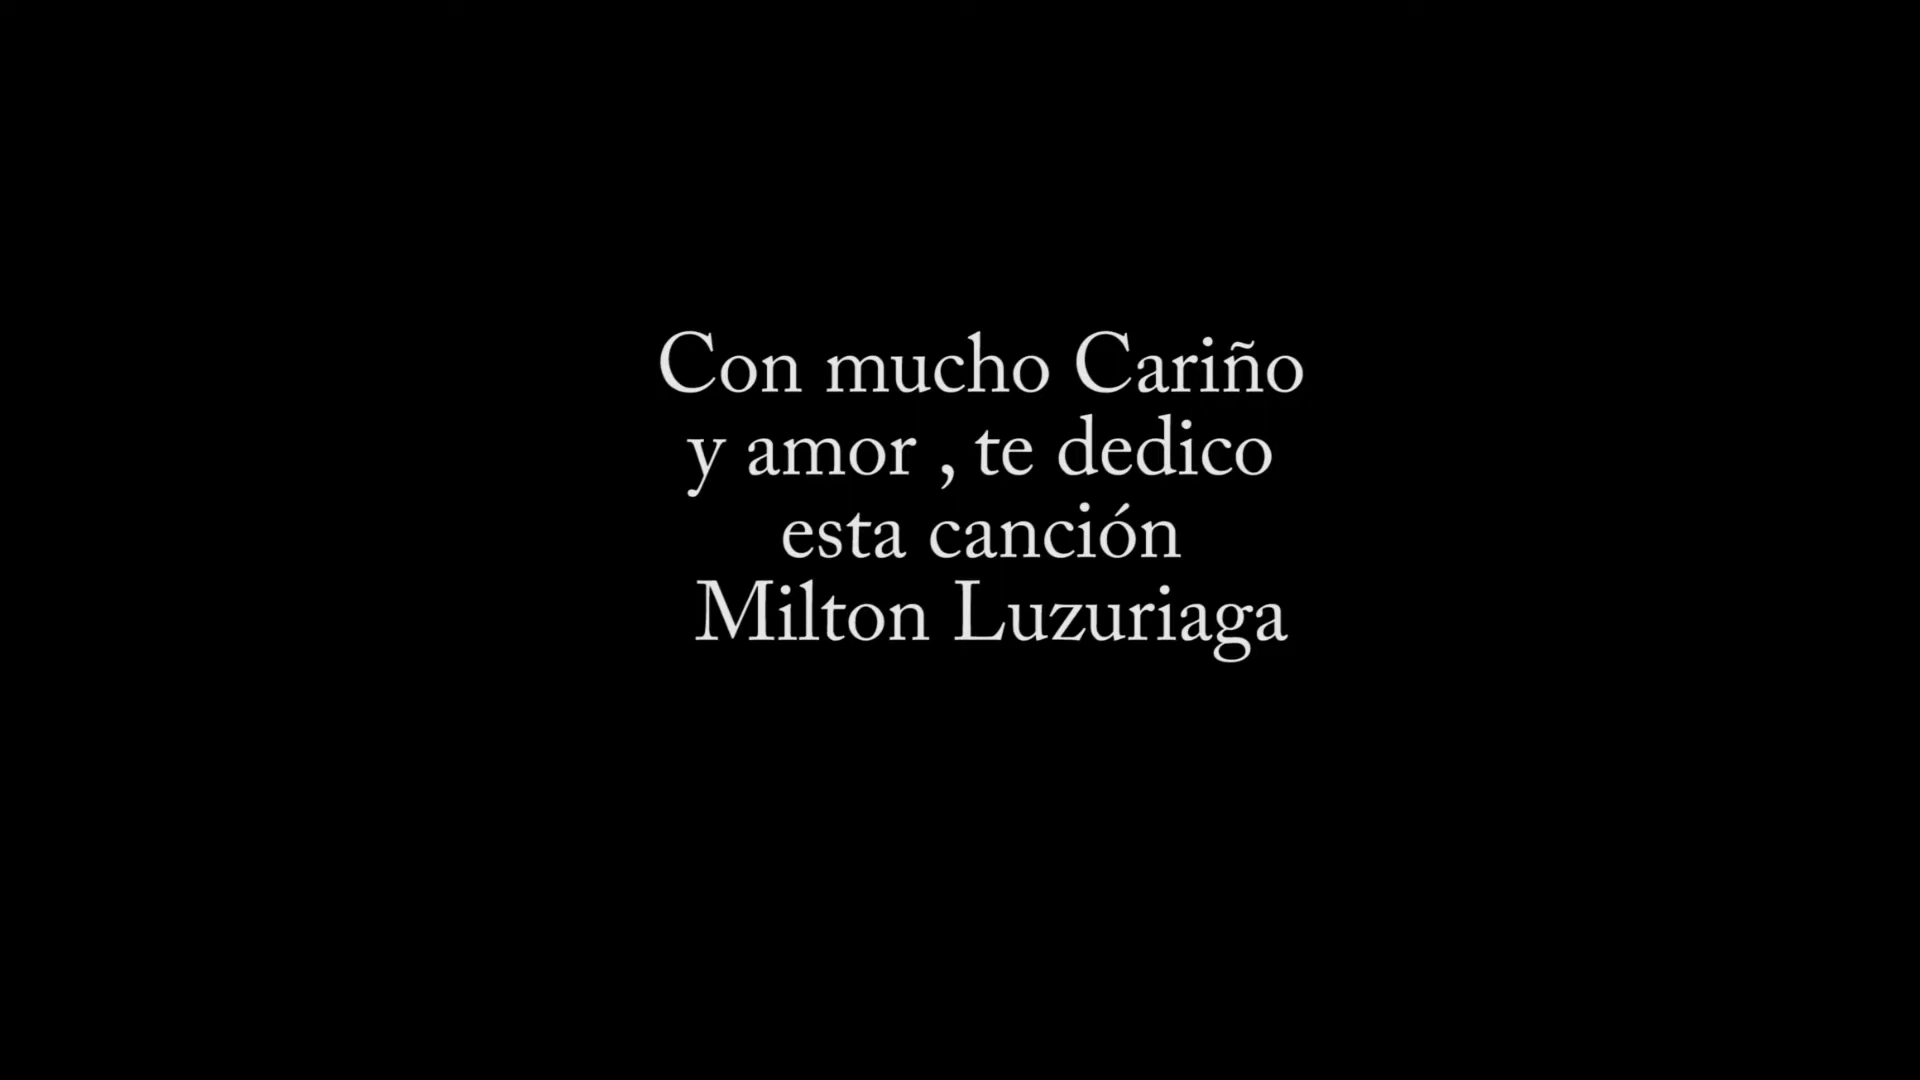 Con mucho Cariño
y amor , te dedico
esta canción
Milton Luzuriaga